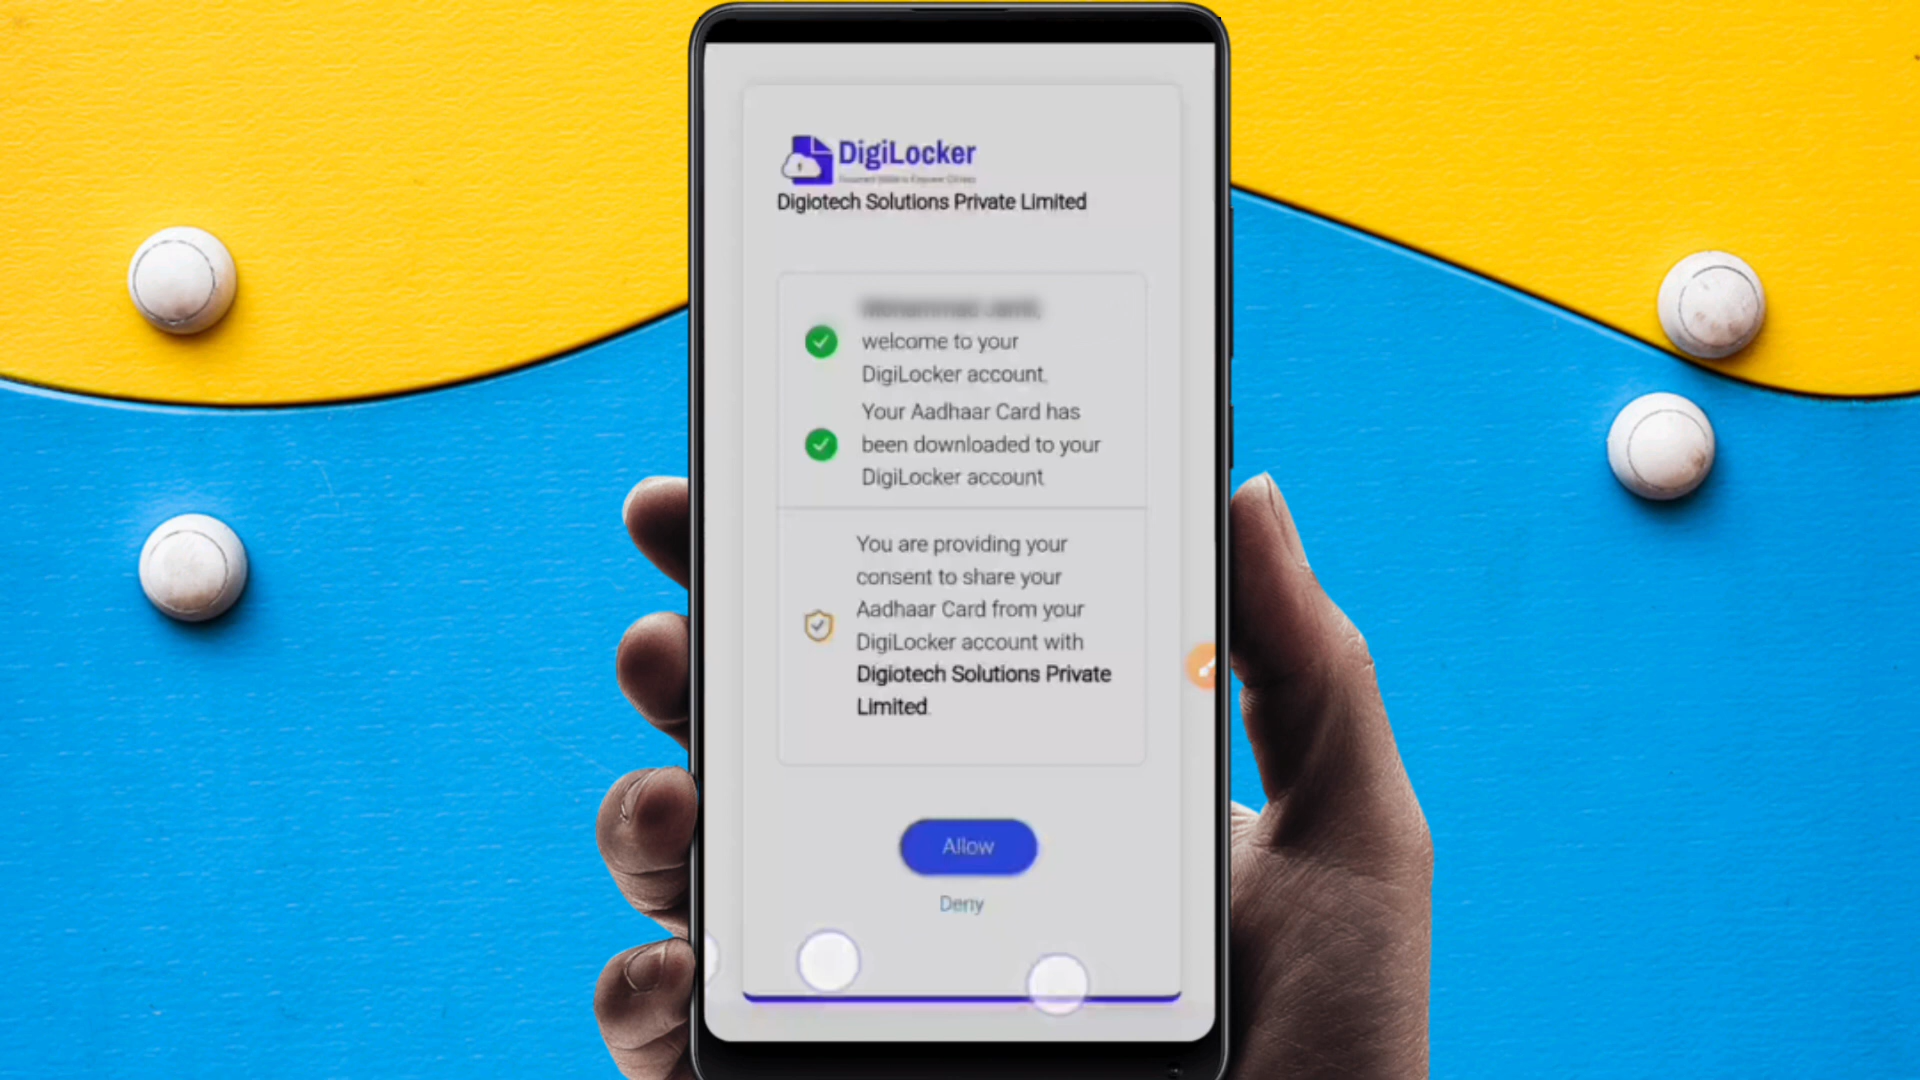 DigiLocker
Digiotech Solutions Private Limited
welcome to your
DigiLocker account.
Your Aadhaar Card has
been downloaded to your
DigiLocker account
You are providing your
consent to share your
Aadhaar Card from your
DigiLocker account with
Digiotech Solutions Private
Limited.
Allow
Deny